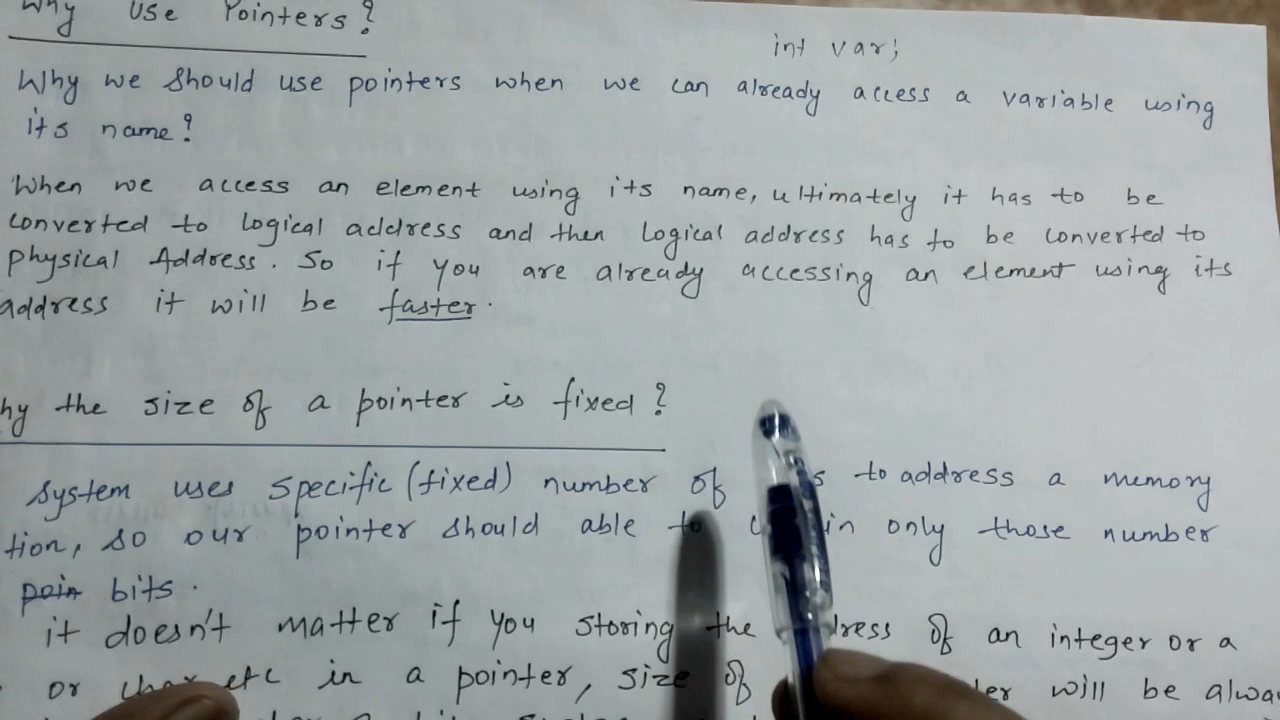 Why Use Pointers?
int var;
Why we should use pointers when we can already access a variable using
its name?
When we access an element using its name, ultimately it has to be
converted to logical address and then logical address has to be converted to
physical Address. So if you are already accessing an element using its
address it will be faster.
hy the size of a pointer is fixed?
System uses specific (fixed) number of to address a memory
tion, so our pointer should able to only those number
bits.
it doesn't matter if you storing the address of an integer or a
or char etc in a pointer, size of will be alwa